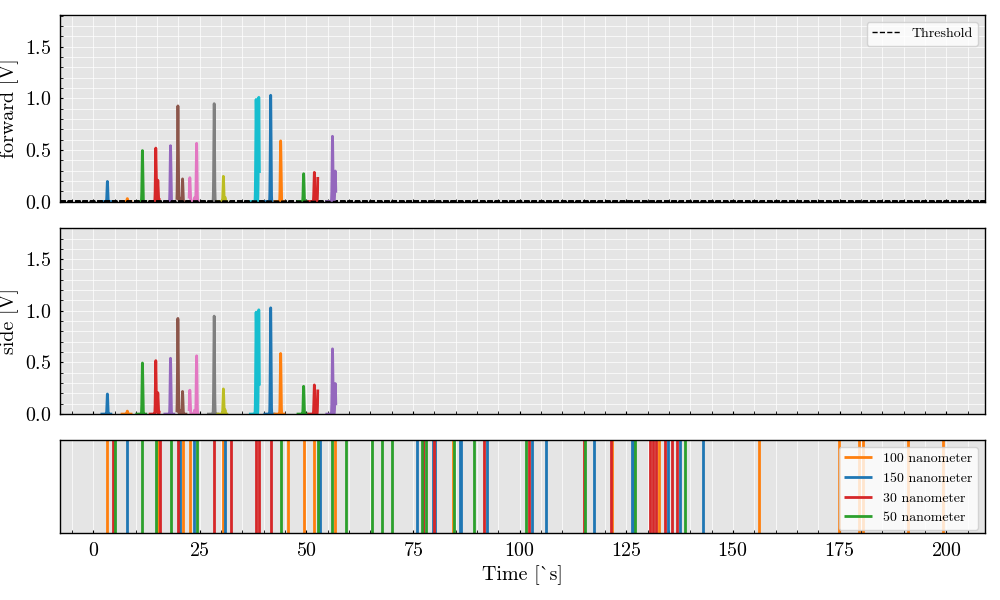 forward [V]
1.5
1.0
0.5
0.0
Threshold
side [V]
1.5
1.0
0.5
0.0
100 nanometer
150 nanometer
30 nanometer
50 nanometer
0 25 50 75 100 125 150 175 200
Time [`s]